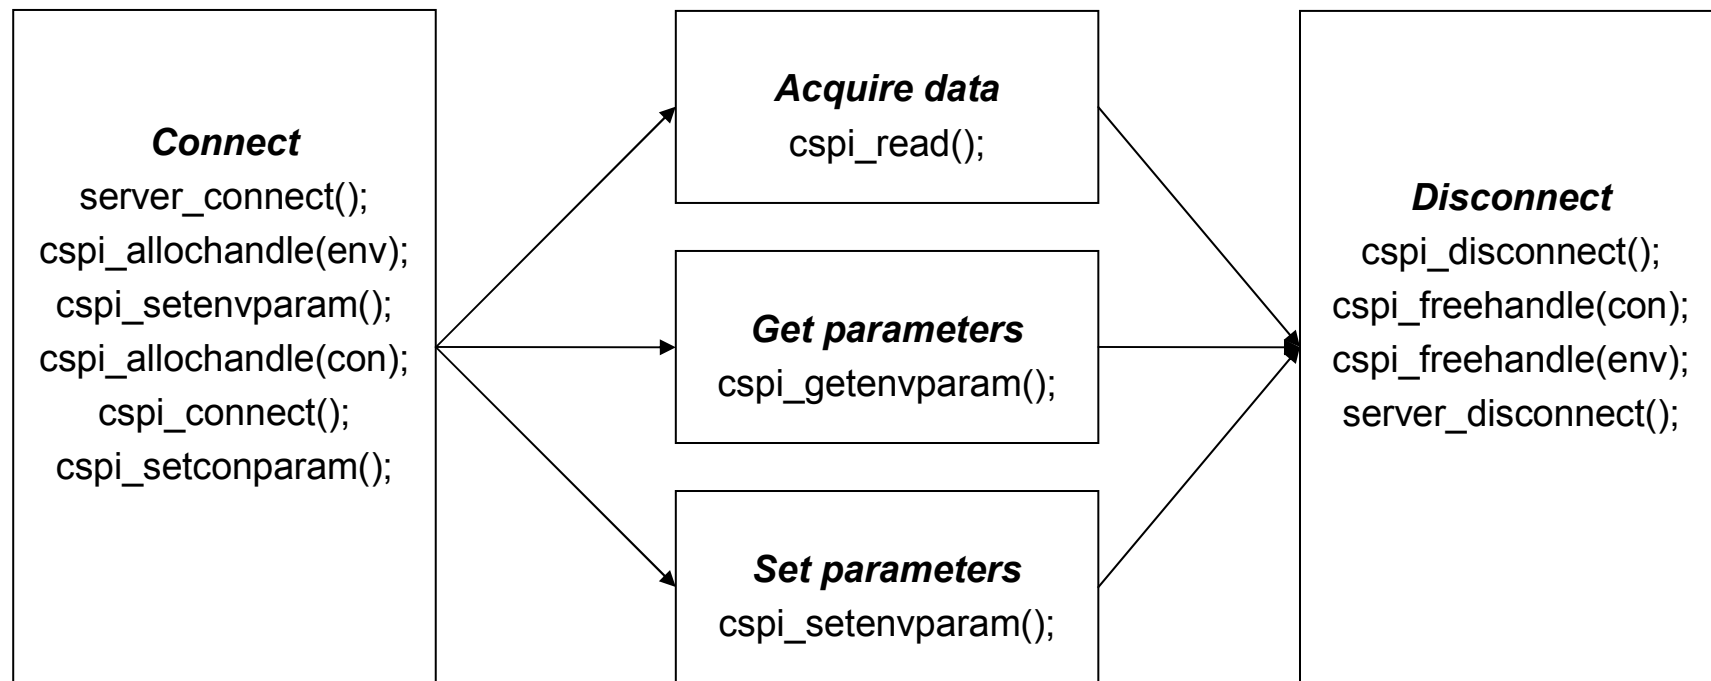 Connect
server_connect();
cspi_allochandle(env);
cspi_setenvparam();
cspi_allochandle(con);
cspi_connect();
cspi_setconparam();
Acquire data
cspi_read();
Get parameters
cspi_getenvparam();
Set parameters
cspi_setenvparam();
Disconnect
cspi_disconnect();
cspi_freehandle(con);
cspi_freehandle(env);
server_disconnect();